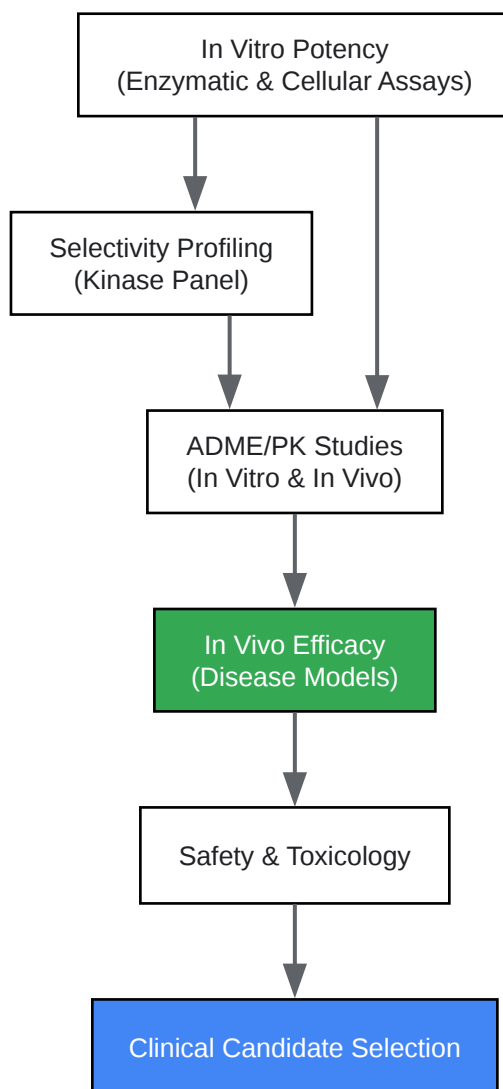 In Vitro Potency
(Enzymatic & Cellular Assays)
Selectivity Profiling
(Kinase Panel)
ADME/PK Studies
(In Vitro & In Vivo)
In Vivo Efficacy
(Disease Models)
Safety & Toxicology
Clinical Candidate Selection